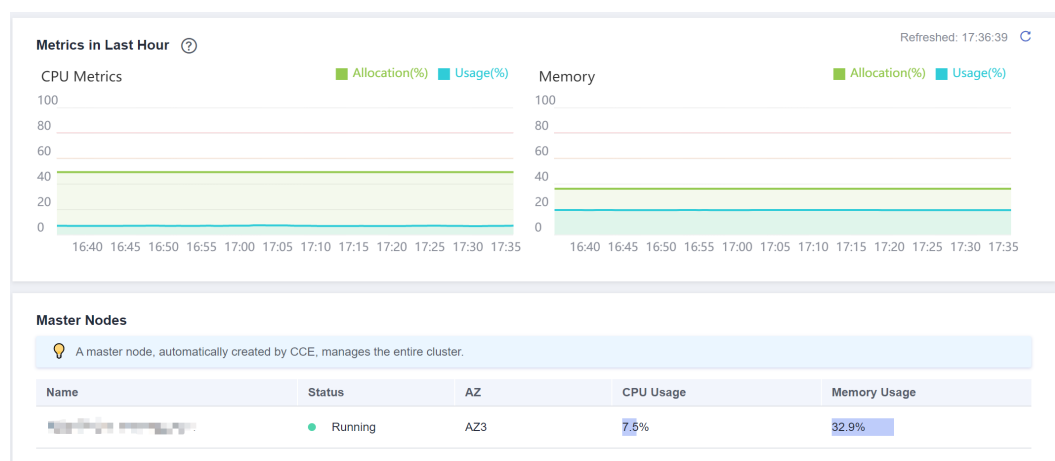 Metrics in Last Hour ? Refreshed: 17:36:39
CPU Metrics Allocation(%) Usage(%)
100
80
60
40
20
0
16:40 16:45 16:50 16:55 17:00 17:05 17:10 17:15 17:20 17:25 17:30 17:35
Memory Allocation(%) Usage(%)
100
80
60
40
20
0
16:40 16:45 16:50 16:55 17:00 17:05 17:10 17:15 17:20 17:25 17:30 17:35
Master Nodes
A master node, automatically created by CCE, manages the entire cluster.
Name Status AZ CPU Usage Memory Usage
Running AZ3 7.5% 32.9%